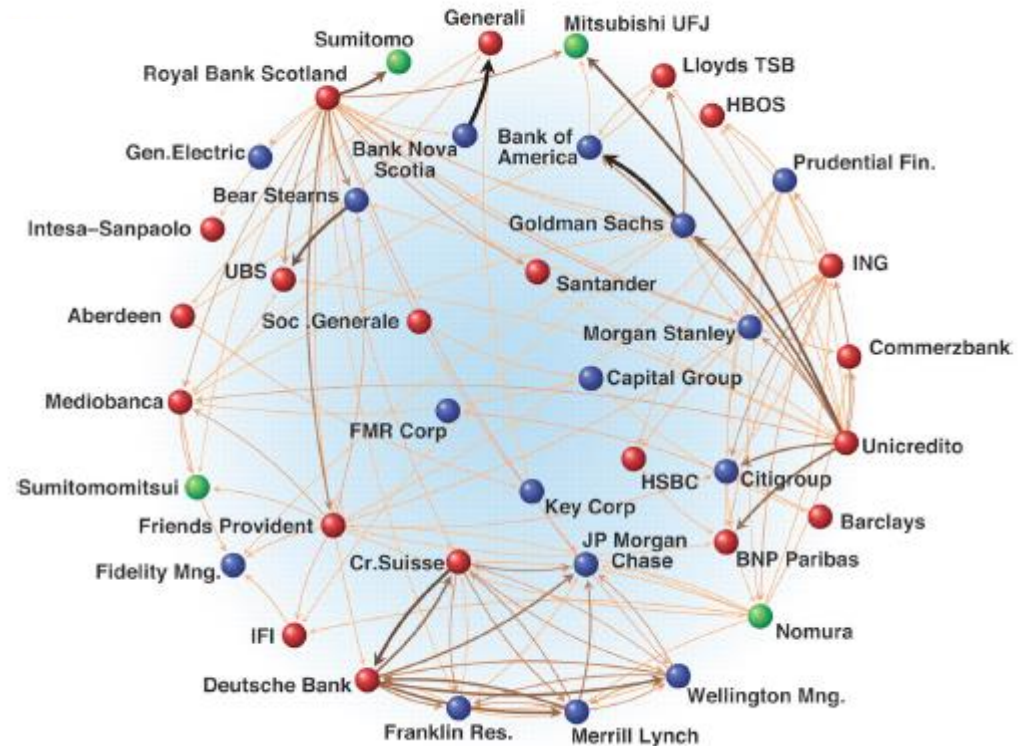 Generali
Mitsubishi UFJ
Sumitomo
Lloyds TSB
Royal Bank Scotland
HBOS
Gen.Electric
Bank Nova
Scotia
Bank of
America
Prudential Fin.
Bear Stearns
Intesa–Sanpaolo
Goldman Sachs
UBS
Santander
ING
Aberdeen
Soc .Generale
Morgan Stanley
Commerzbank
Capital Group
Mediobanca
FMR Corp
Unicredito
HSBC
Citigroup
Sumitomomitsui
Key Corp
Barclays
Friends Provident
JP Morgan
Chase
BNP Paribas
Cr.Suisse
Fidelity Mng.
IFI
Nomura
Deutsche Bank
Wellington Mng.
Franklin Res.
Merrill Lynch